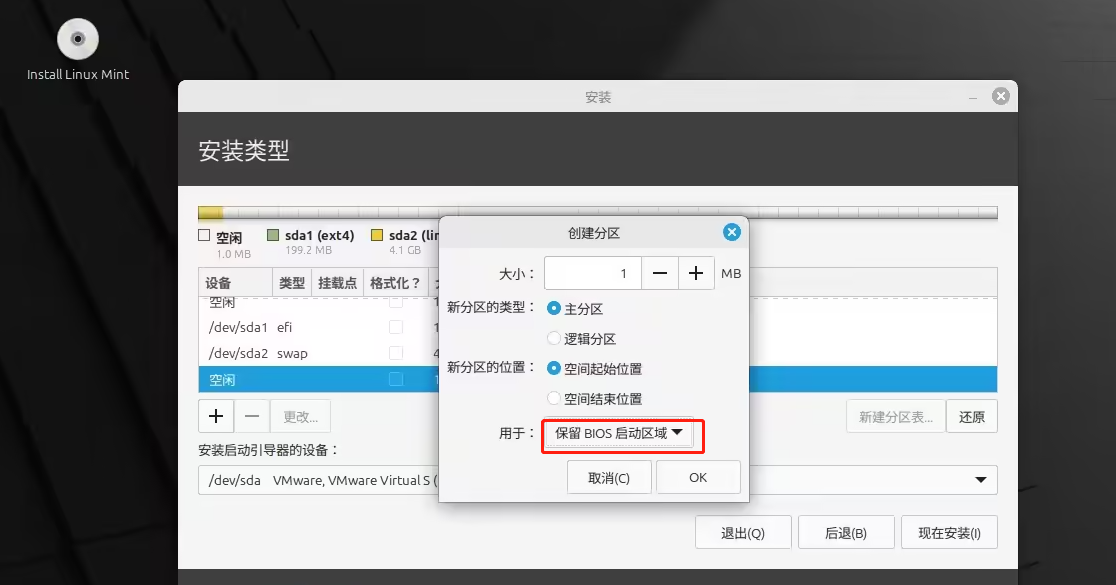 Install Linux Mint
安装
安装类型
空闲
1.0 MB
sda1 (ext4)
199.2 MB
sda2 (lin
4.1 GB
设备 类型 挂载点 格式化？
空闲
/dev/sda1 efi
/dev/sda2 swap
空闲
更改...
新建分区表... 还原
安装启动引导器的设备：
/dev/sda VMware, VMware Virtual S (
退出(Q) 后退(B) 现在安装(I)
创建分区
大小： 1 MB
新分区的类型： 主分区
逻辑分区
新分区的位置： 空间起始位置
空间结束位置
用于： 保留 BIOS 启动区域
取消(C) OK